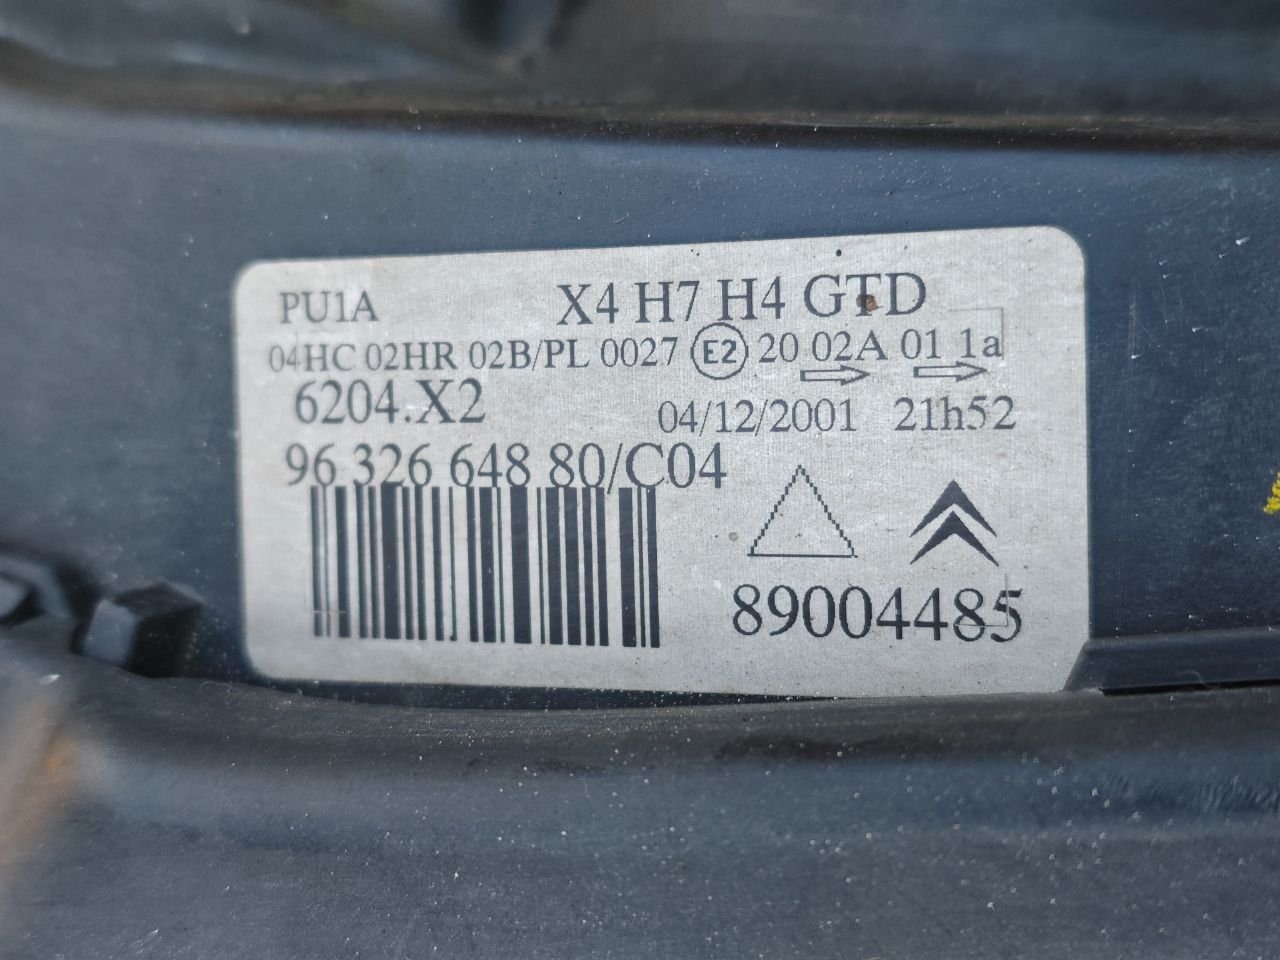 PU1A X4 H7 H4 GTD
04HC 02HR 02B/PL 0027 E2 20 02A 01 1a
6204.X2 04/12/2001 21h52
96 326 648 80/C04
89004485